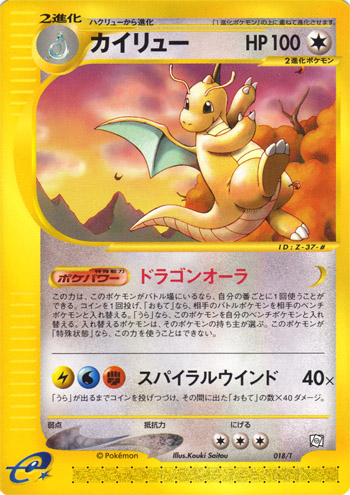 2進化
ハクリューから進化
「1進化ポケモン」の上に重ねて進化させます。
カイリュー HP100
2進化ポケモン
ID:Z-37-#
特殊能力
ポケパワー ドラゴンオーラ
この力は、このポケモンがバトル場にいるなら、自分の番ごとに1回使うことが
できる。コインを1回投げ、「おもて」なら、相手のバトルポケモンを相手のベンチ
ポケモンと入れ替える。「うら」なら、このポケモンを自分のベンチポケモンと
入れ替える。入れ替えるポケモンは、そのポケモンの持ち主が選ぶ。このポケモンが
「特殊状態」なら、この力を使うことはできない。
スパイラルウインド 40×
「うら」が出るまでコインを投げつづけ、その間に出た「おもて」の数×40ダメージ。
弱点 抵抗力 にげる
©Pokémon Illus.Kouki Saitou 018/T
e